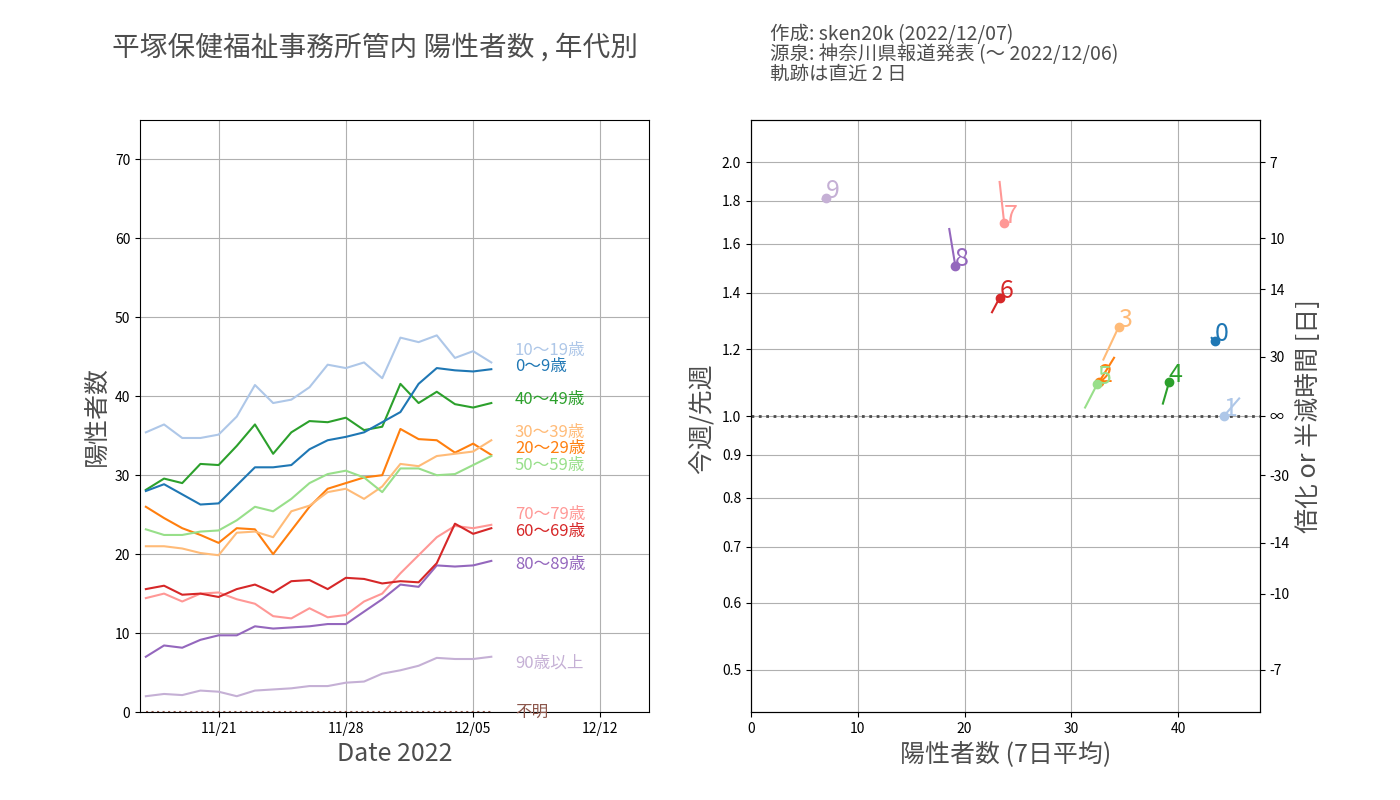 平塚保健福祉事務所管内 陽性者数 , 年代別
作成: sken20k (2022/12/07)
源泉: 神奈川県報道発表 (〜 2022/12/06)
軌跡は直近 2 日
陽性者数
70
60
50
40
30
20
10
0
10〜19歳
0〜9歳
40〜49歳
30〜39歳
20〜29歳
50〜59歳
70〜79歳
60〜69歳
80〜89歳
90歳以上
不明
11/21
11/28
12/05
12/12
Date 2022
今週/先週
2.0
1.8
1.6
1.4
1.2
1.0
0.9
0.8
0.7
0.6
0.5
9
7
8
6
3
0
2
5
4
1
7
10
14
30
∞
-30
-14
-10
-7
倍化 or 半減時間 [日]
0
10
20
30
40
陽性者数 (7日平均)